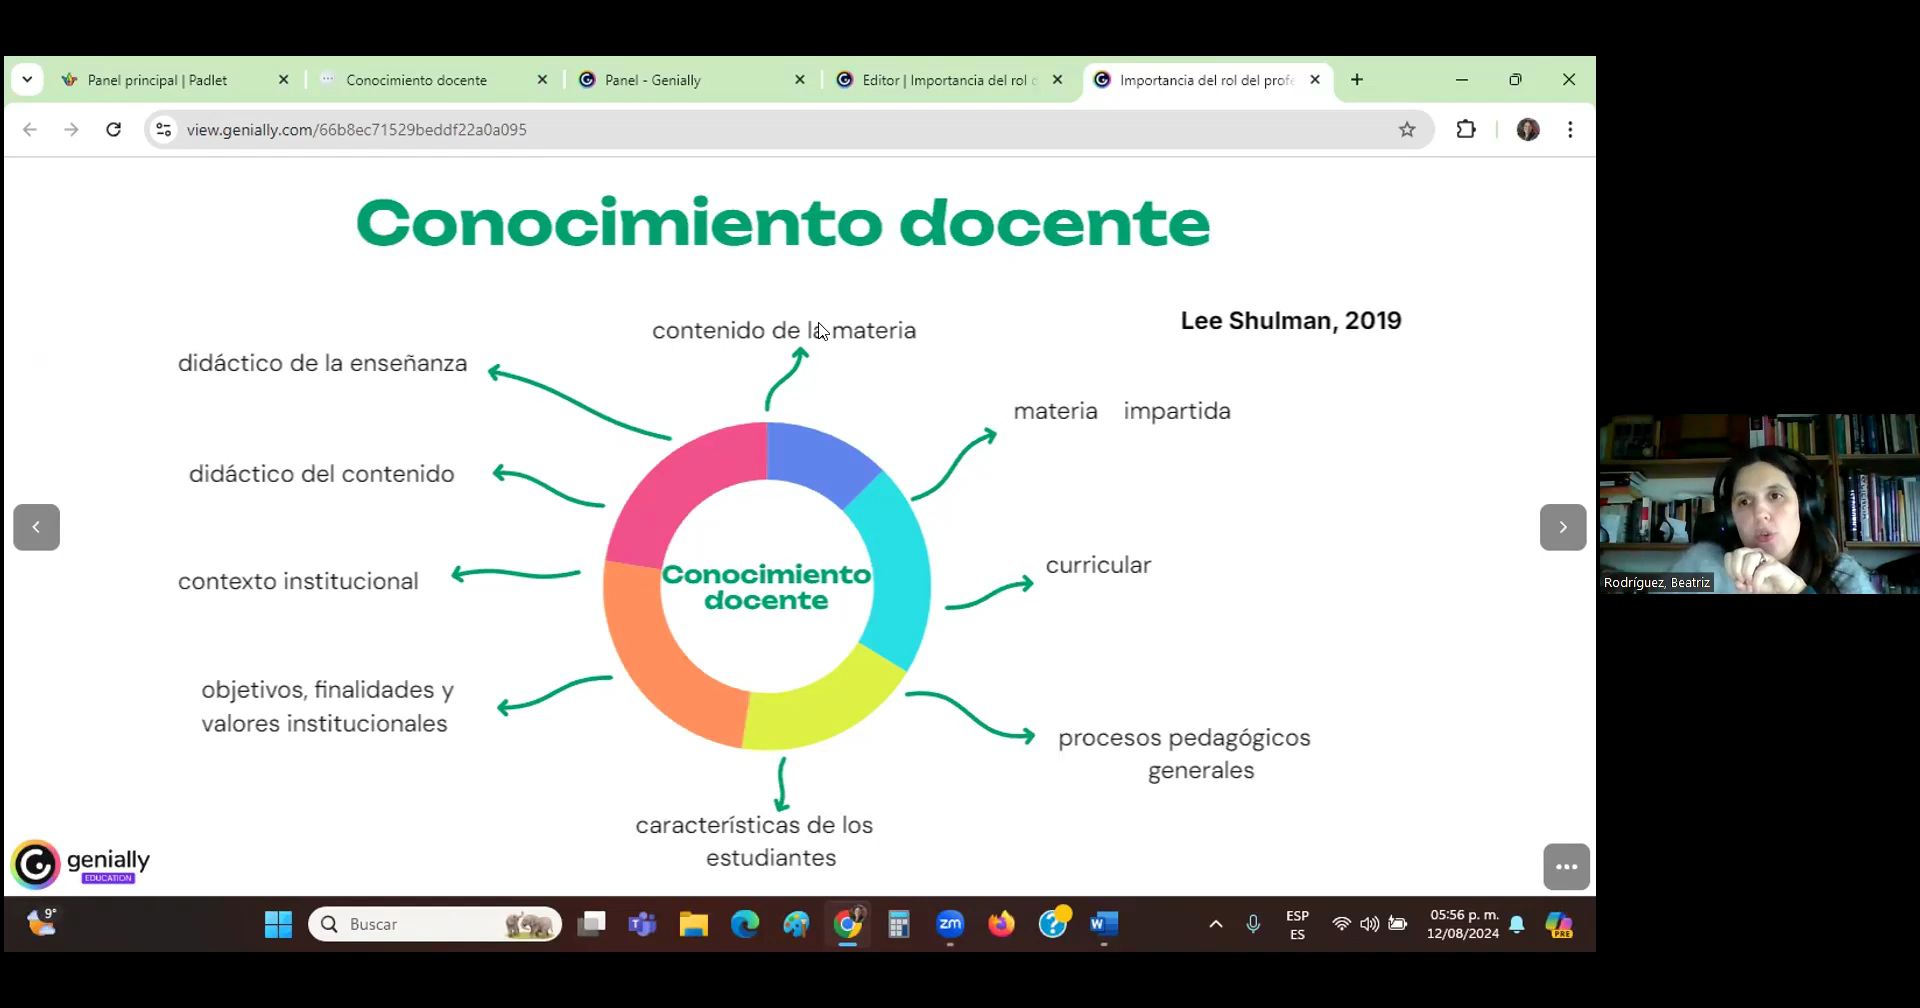 Panel principal | Padlet
Conocimiento docente
Panel - Genially
Editor | Importancia del rol
Importancia del rol del prof
view.genially.com/66b8ec71529beddf22a0a095
Conocimiento docente
Lee Shulman, 2019
contenido de la materia
didáctico de la enseñanza
materia impartida
didáctico del contenido
curricular
contexto institucional
Conocimiento
docente
objetivos, finalidades y
valores institucionales
procesos pedagógicos
generales
características de los
estudiantes
genially
EDUCATION
Rodríguez, Beatriz
9°
Buscar
zm
W
ESP
ES
05:56 p. m.
12/08/2024
PRE